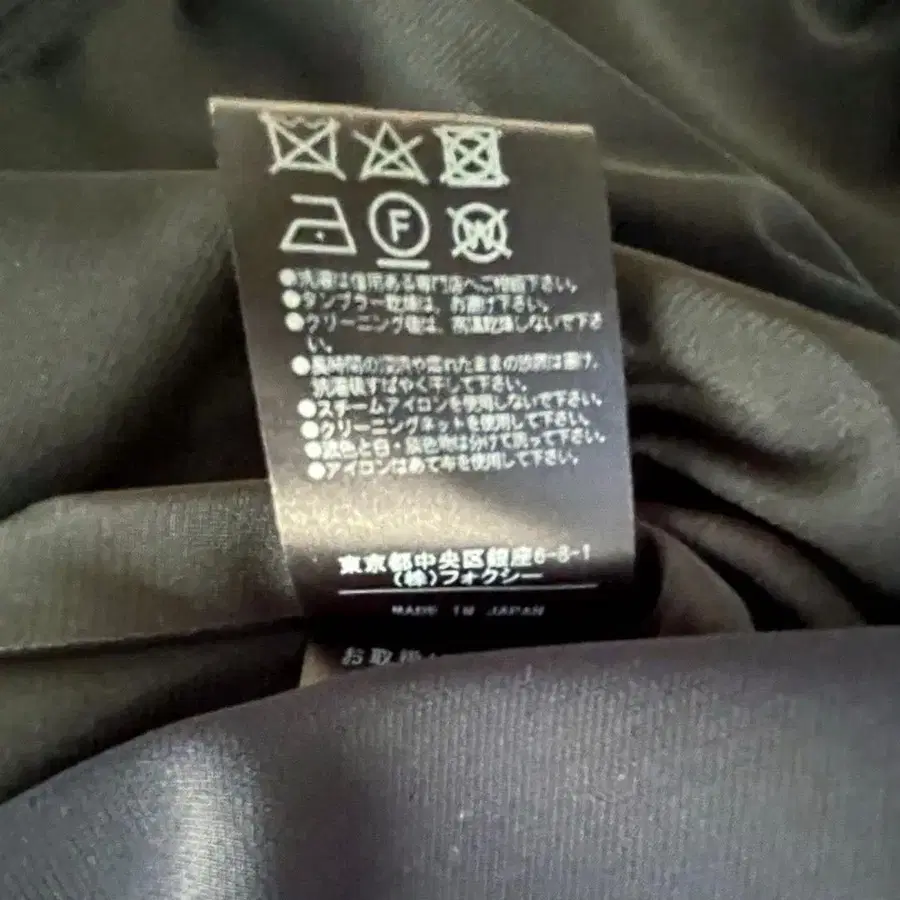 F
W
●洗濯は信用ある専門店へご相談下さい。
●タンブラー乾燥は、お避け下さい。
●クリーニング後は、高温乾燥しないで下さ
い。
●長時間の浸漬や濡れたままの放置は避け、
洗濯後すばやく干して下さい。
●スチームアイロンを使用しないで下さい。
●クリーニングネットを使用して下さい。
●濃色と白・淡色物は分けて洗って下さい。
●アイロンはあて布を使用して下さい。
東京都中央区銀座6-8-1
(株)フォクシー
MADE IN JAPAN
お取扱